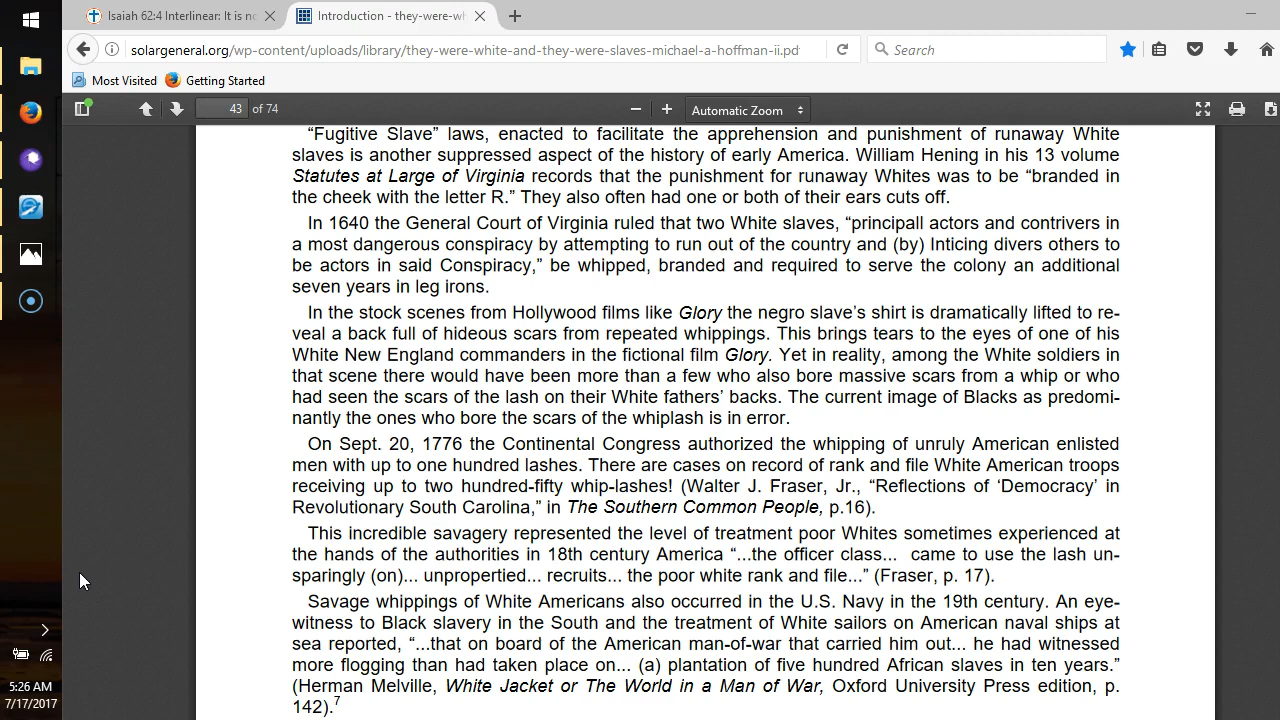 Isaiah 62:4 Interlinear: It is no
Introduction - they-were-wh
solargeneral.org/wp-content/uploads/library/they-were-white-and-they-were-slaves-michael-a-hoffman-ii.pd
Search
Most Visited
Getting Started
43 of 74
Automatic Zoom
“Fugitive Slave” laws, enacted to facilitate the apprehension and punishment of runaway White
slaves is another suppressed aspect of the history of early America. William Hening in his 13 volume
Statutes at Large of Virginia records that the punishment for runaway Whites was to be “branded in
the cheek with the letter R.” They also often had one or both of their ears cuts off.
In 1640 the General Court of Virginia ruled that two White slaves, “principall actors and contrivers in
a most dangerous conspiracy by attempting to run out of the country and (by) Inticing divers others to
be actors in said Conspiracy,” be whipped, branded and required to serve the colony an additional
seven years in leg irons.
In the stock scenes from Hollywood films like Glory the negro slave’s shirt is dramatically lifted to re-
veal a back full of hideous scars from repeated whippings. This brings tears to the eyes of one of his
White New England commanders in the fictional film Glory. Yet in reality, among the White soldiers in
that scene there would have been more than a few who also bore massive scars from a whip or who
had seen the scars of the lash on their White fathers’ backs. The current image of Blacks as predomi-
nantly the ones who bore the scars of the whiplash is in error.
On Sept. 20, 1776 the Continental Congress authorized the whipping of unruly American enlisted
men with up to one hundred lashes. There are cases on record of rank and file White American troops
receiving up to two hundred-fifty whip-lashes! (Walter J. Fraser, Jr., “Reflections of ‘Democracy’ in
Revolutionary South Carolina,” in The Southern Common People, p.16).
This incredible savagery represented the level of treatment poor Whites sometimes experienced at
the hands of the authorities in 18th century America “...the officer class... came to use the lash un-
sparingly (on)... unpropertied... recruits... the poor white rank and file...” (Fraser, p. 17).
Savage whippings of White Americans also occurred in the U.S. Navy in the 19th century. An eye-
witness to Black slavery in the South and the treatment of White sailors on American naval ships at
sea reported, “...that on board of the American man-of-war that carried him out... he had witnessed
more flogging than had taken place on... (a) plantation of five hundred African slaves in ten years.”
(Herman Melville, White Jacket or The World in a Man of War, Oxford University Press edition, p.
142).7
5:26 AM
7/17/2017